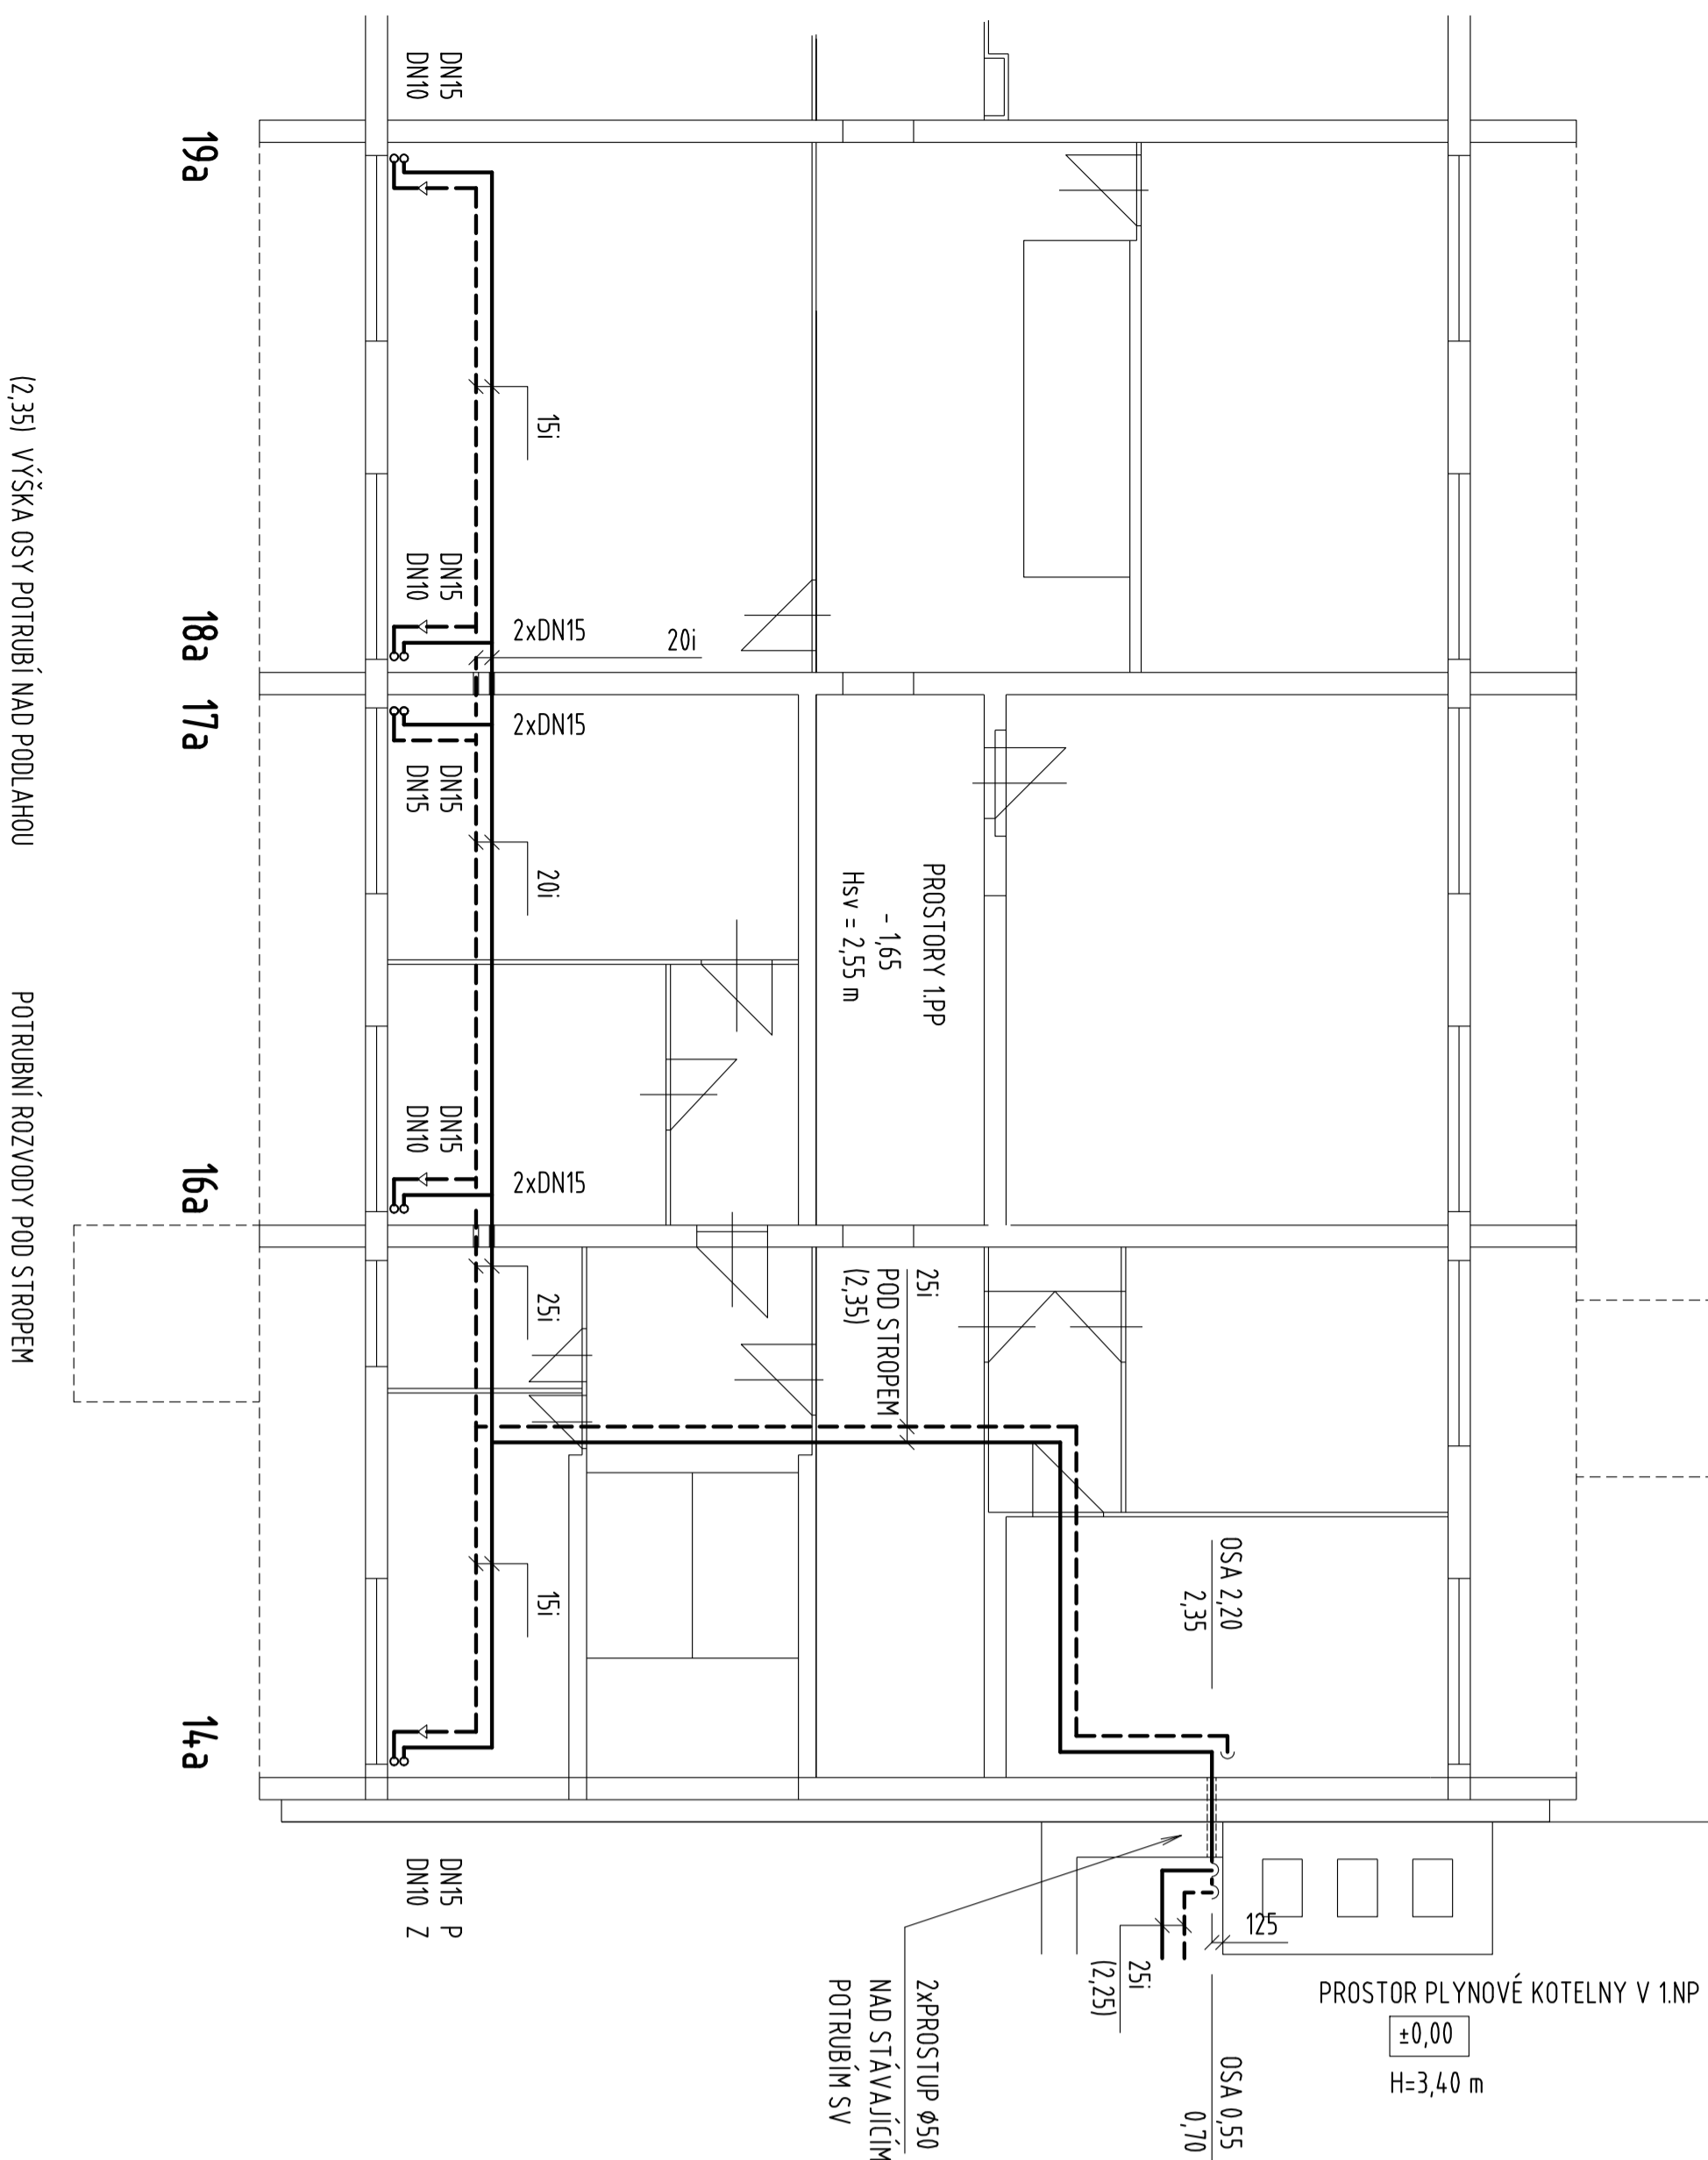 DN15
DN10
19a
15i
DN15
DN10
18a
2xDN15
20i
17a
2xDN15
DN15
DN15
20i
PROSTORY 1.PP
- 1,65
Hsv = 2,55 m
DN15
DN10
16a
2xDN15
25i
25i
POD STROPEM
(2,35)
OSA 2,20
2,35
15i
14a
DN15 P
DN10 Z
125
25i
(2,25)
2xPROSTUP ø50
NAD STÁVAJÍCÍM
POTRUBÍM SV
PROSTOR PLYNOVÉ KOTELNY V 1.NP
±0,00
H=3,40 m
OSA 0,55
0,70
(2,35) VÝŠKA OSY POTRUBÍ NAD PODLAHOU
POTRUBNÍ ROZVODY POD STROPEM